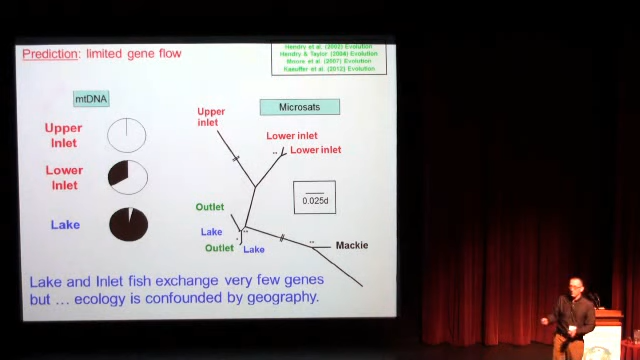 Prediction: limited gene flow
Hendry et al. (2002) Evolution
Hendry & Taylor (2004) Evolution
Moore et al. (2007) Evolution
Kaeuffer et al. (2012) Evolution
mtDNA
Upper
Inlet
Lower
Inlet
Lake
Microsats
Upper
inlet
Lower inlet
Lower inlet
0.025d
Outlet
Lake
Outlet
Lake
Mackie
Lake and Inlet fish exchange very few genes
but … ecology is confounded by geography.